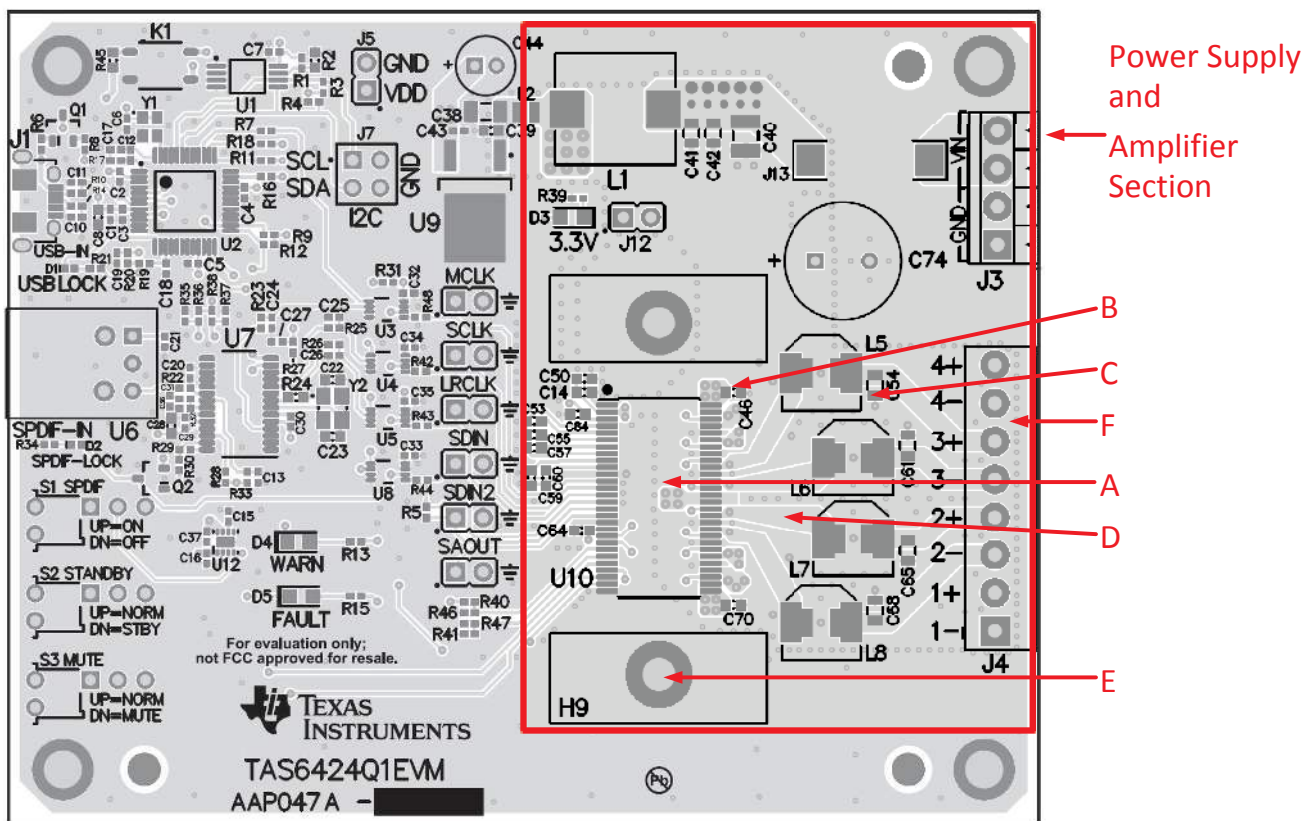 K1
R45
C7
U1
R1
R2
R3
R4
J5
GND
VDD
+
C44
L2
C38
C43
C39
Power Supply
and
Amplifier
Section
J1
R6
Q1
R8
C17
C6
C12
Y1
R7
R18
R11
J7
SCL
SDA
GND
I2C
U9
L1
C41
C42
C40
J13
VIN
GND
J3
C11
R17
R10
R14
C2
C10
C8
C11
C3
C4
R16
U2
R9
R12
R39
D3
3.3V
J12
USB-IN
D1
R21
USB LOCK
C19
R20
R19
C18
C5
R35
R36
R38
R37
R23
C24
C25
C27
R31
C32
R48
MCLK
+
C74
U6
C21
U7
R25
R26
C26
R27
C22
R24
Y2
C30
C23
U3
C34
R42
U4
C35
R43
U5
C33
R44
U8
SCLK
LRCLK
SDIN
SDIN2
SAOUT
R5
C20
R22
C31
C28
C29
R29
R30
R28
R33
C13
Q2
SPDIF-IN
R34
D2
SPDIF-LOCK
C50
C14
C53
C84
C55
C57
C60
C59
C64
U10
C46
C70
L5
C54
L6
C61
L7
C65
L8
C68
4+
4-
3+
3-
2+
2-
1+
1-
J4
B
C
F
A
D
E
S1 SPDIF
UP=ON
DN=OFF
C15
C37
C16
U12
D4
R13
WARN
S2 STANDBY
UP=NORM
DN=STBY
D5
R15
FAULT
R46
R40
R47
R41
For evaluation only;
not FCC approved for resale.
S3 MUTE
UP=NORM
DN=MUTE
H9
TEXAS
INSTRUMENTS
TAS6424Q1EVM
AAP047A -
Pb